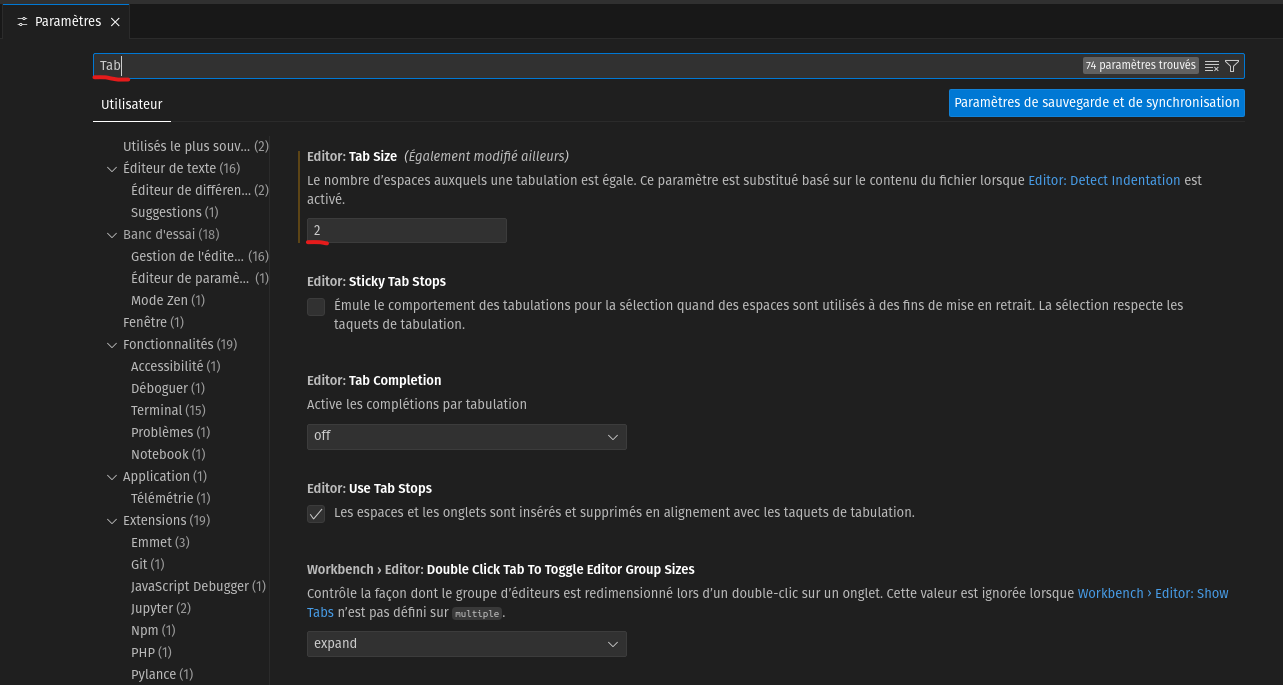 Paramètres
Tab
74 paramètres trouvés
Utilisateur
Paramètres de sauvegarde et de synchronisation
Utilisés le plus souv... (2)
Éditeur de texte (16)
Éditeur de différen... (2)
Suggestions (1)
Banc d'essai (18)
Gestion de l'édite... (16)
Éditeur de paramè... (1)
Mode Zen (1)
Fenêtre (1)
Fonctionnalités (19)
Accessibilité (1)
Déboguer (1)
Terminal (15)
Problèmes (1)
Notebook (1)
Application (1)
Télémétrie (1)
Extensions (19)
Emmet (3)
Git (1)
JavaScript Debugger (1)
Jupyter (2)
Npm (1)
PHP (1)
Pylance (1)
Editor: Tab Size (Également modifié ailleurs)
Le nombre d’espaces auxquels une tabulation est égale. Ce paramètre est substitué basé sur le contenu du fichier lorsque Editor: Detect Indentation est
activé.
2
Editor: Sticky Tab Stops
Émule le comportement des tabulations pour la sélection quand des espaces sont utilisés à des fins de mise en retrait. La sélection respecte les
taquets de tabulation.
Editor: Tab Completion
Active les complétions par tabulation
off
Editor: Use Tab Stops
Les espaces et les onglets sont insérés et supprimés en alignement avec les taquets de tabulation.
Workbench › Editor: Double Click Tab To Toggle Editor Group Sizes
Contrôle la façon dont le groupe d’éditeurs est redimensionné lors d’un double-clic sur un onglet. Cette valeur est ignorée lorsque Workbench › Editor: Show
Tabs n’est pas défini sur multiple.
expand